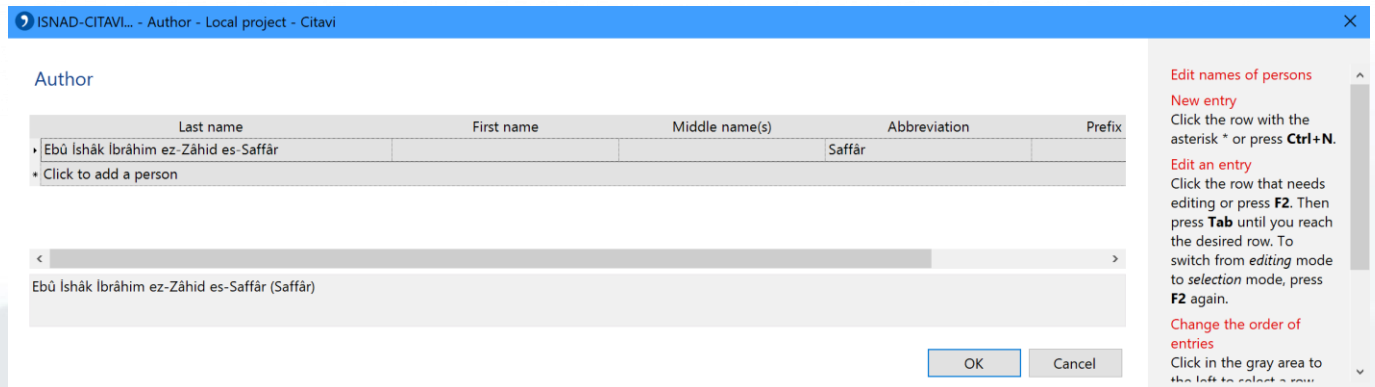 ISNAD-CITAVI... - Author - Local project - Citavi
Author
Last name First name Middle name(s) Abbreviation Prefix
Ebû İshâk İbrâhim ez-Zâhid es-Saffâr Saffâr
Click to add a person
Ebû İshâk İbrâhim ez-Zâhid es-Saffâr (Saffâr)
OK Cancel
Edit names of persons
New entry
Click the row with the
asterisk * or press Ctrl+N.
Edit an entry
Click the row that needs
editing or press F2. Then
press Tab until you reach
the desired row. To
switch from editing mode
to selection mode, press
F2 again.
Change the order of
entries
Click in the gray area to
the left to select a row